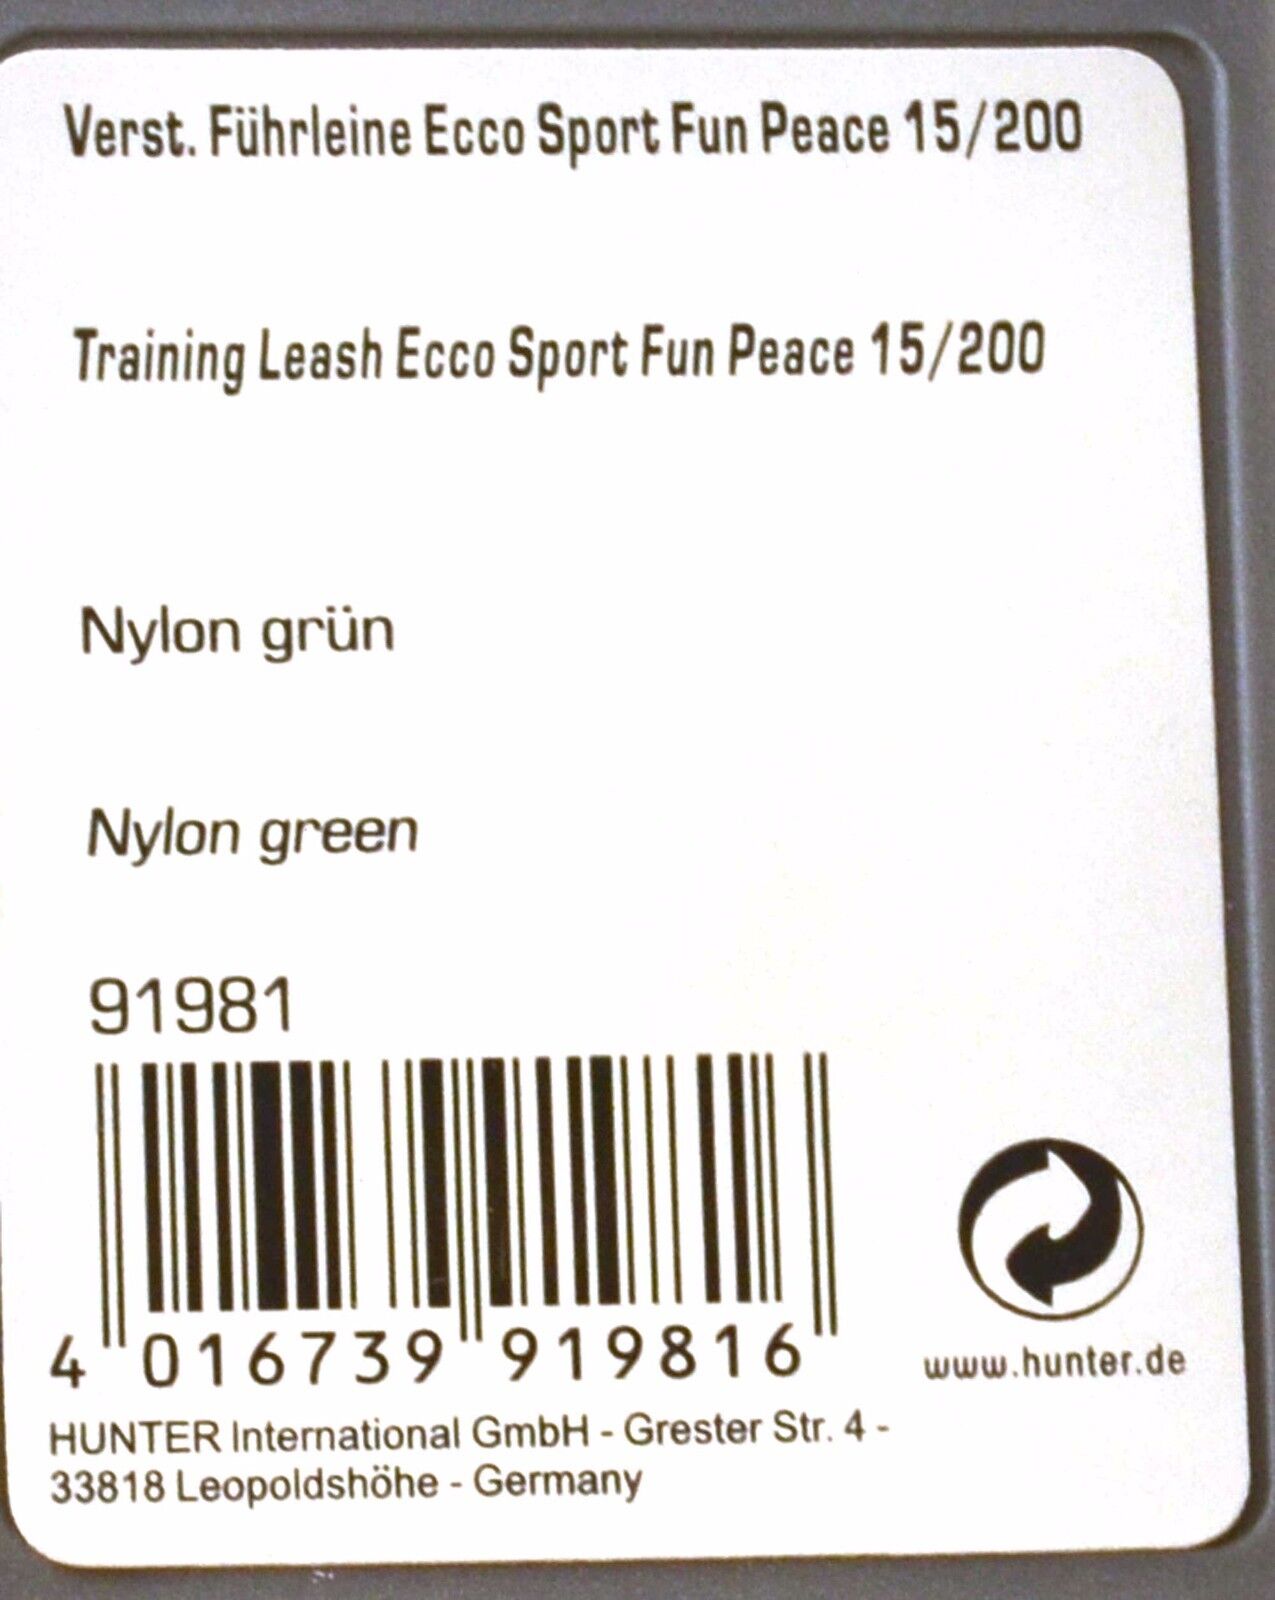 Verst. Führleine Ecco Sport Fun Peace 15/200
Training Leash Ecco Sport Fun Peace 15/200
Nylon grün
Nylon green
91981
4 016739 919816
www.hunter.de
HUNTER International GmbH - Grester Str. 4 -
33818 Leopoldshöhe - Germany